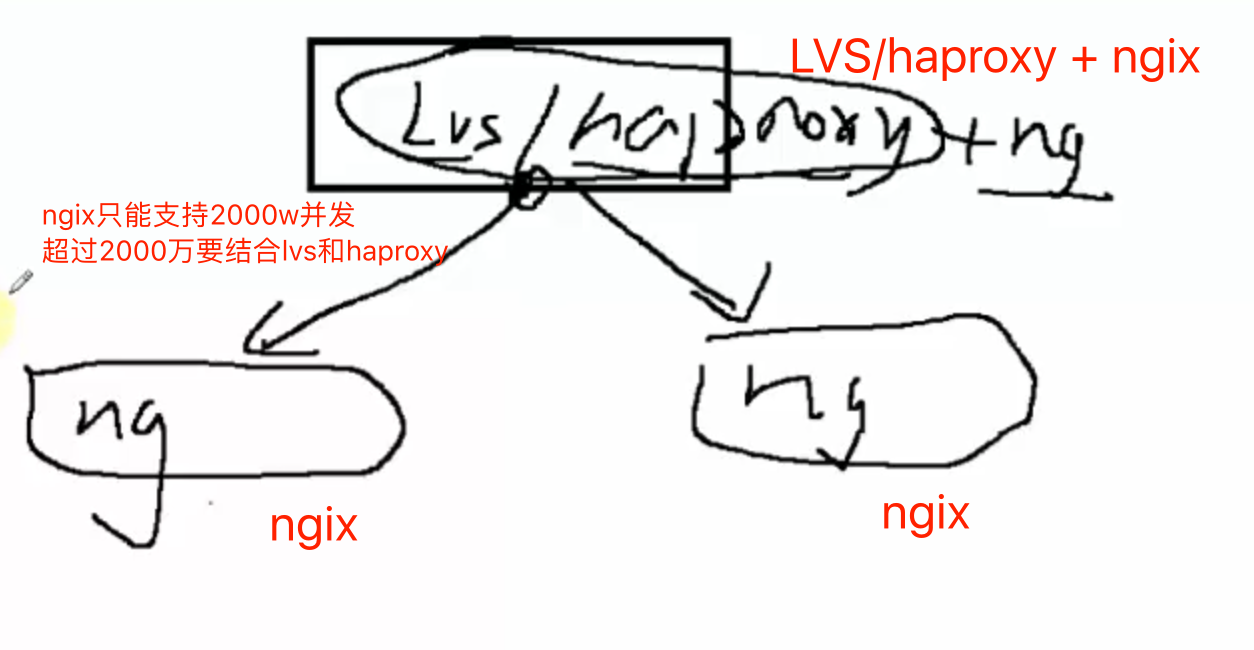 LVS/haproxy + ngix
Lvs/haproxy+ng
ngix只能支持2000w并发
超过2000万要结合lvs和haproxy
ng
ng
ngix
ngix